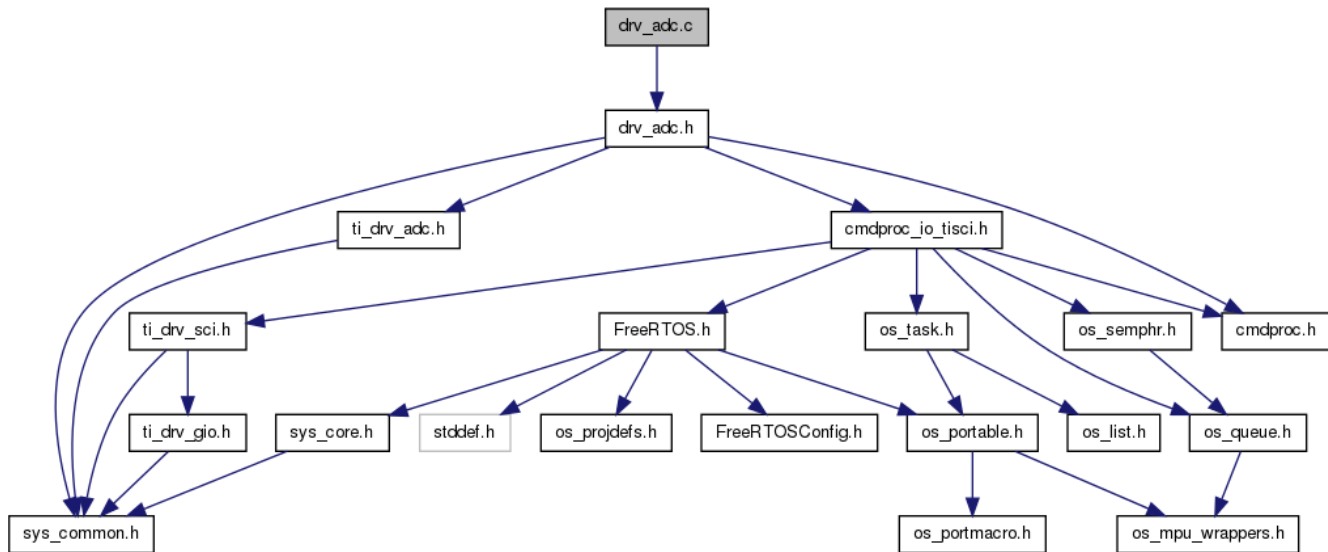 drv_adc.c
drv_adc.h
ti_drv_adc.h
cmdproc_io_tisci.h
ti_drv_sci.h
FreeRTOS.h
os_task.h
os_semphr.h
cmdproc.h
ti_drv_gio.h
sys_core.h
stddef.h
os_projdefs.h
FreeRTOSConfig.h
os_portable.h
os_list.h
os_queue.h
sys_common.h
os_portmacro.h
os_mpu_wrappers.h